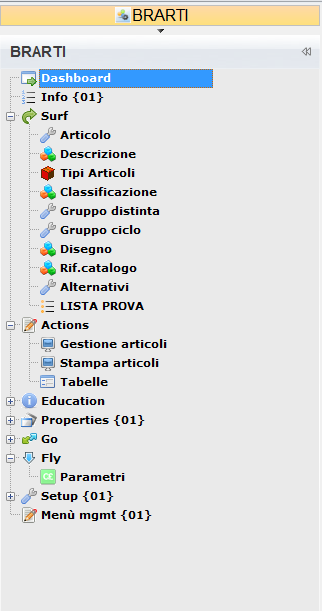 BRARTI
BRARTI
Dashboard
Info {01}
Surf
Articolo
Descrizione
Tipi Articoli
Classificazione
Gruppo distinta
Gruppo ciclo
Disegno
Rif.catalogo
Alternativi
LISTA PROVA
Actions
Gestione articoli
Stampa articoli
Tabelle
Education
Properties {01}
Go
Fly
CE Parametri
Setup {01}
Menù mgmt {01}